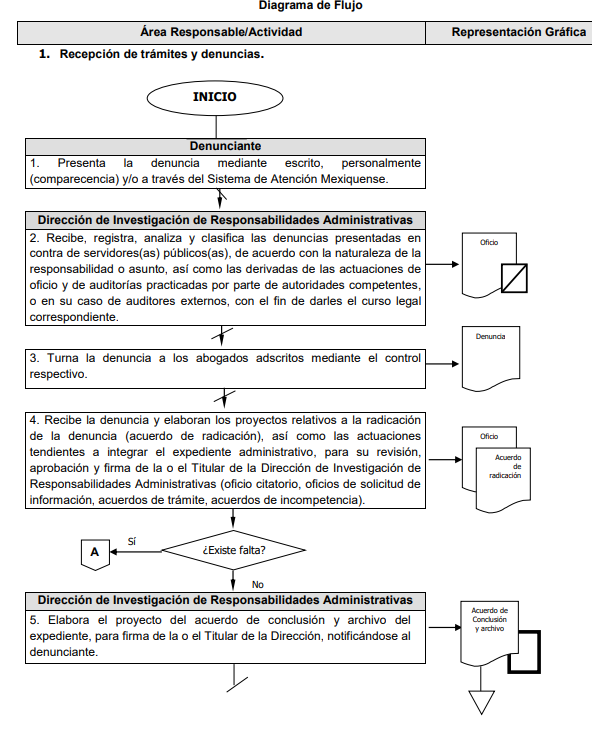 Diagrama de Flujo
Área Responsable/Actividad
Representación Gráfica
1. Recepción de trámites y denuncias.
INICIO
Denunciante
1. Presenta la denuncia mediante escrito, personalmente
(comparecencia) y/o a través del Sistema de Atención Mexiquense.
Dirección de Investigación de Responsabilidades Administrativas
2. Recibe, registra, analiza y clasifica las denuncias presentadas en
contra de servidores(as) públicos(as), de acuerdo con la naturaleza de la
responsabilidad o asunto, así como las derivadas de las actuaciones de
oficio y de auditorías practicadas por parte de autoridades competentes,
o en su caso de auditores externos, con el fin de darles el curso legal
correspondiente.
Oficio
3. Turna la denuncia a los abogados adscritos mediante el control
respectivo.
Denuncia
4. Recibe la denuncia y elaboran los proyectos relativos a la radicación
de la denuncia (acuerdo de radicación), así como las actuaciones
tendientes a integrar el expediente administrativo, para su revisión,
aprobación y firma de la o el Titular de la Dirección de Investigación de
Responsabilidades Administrativas (oficio citatorio, oficios de solicitud de
información, acuerdos de trámite, acuerdos de incompetencia).
Oficio
Acuerdo
de
radicación
¿Existe falta?
Sí
A
No
Dirección de Investigación de Responsabilidades Administrativas
5. Elabora el proyecto del acuerdo de conclusión y archivo del
expediente, para firma de la o el Titular de la Dirección, notificándose al
denunciante.
Acuerdo de
Conclusión
y archivo